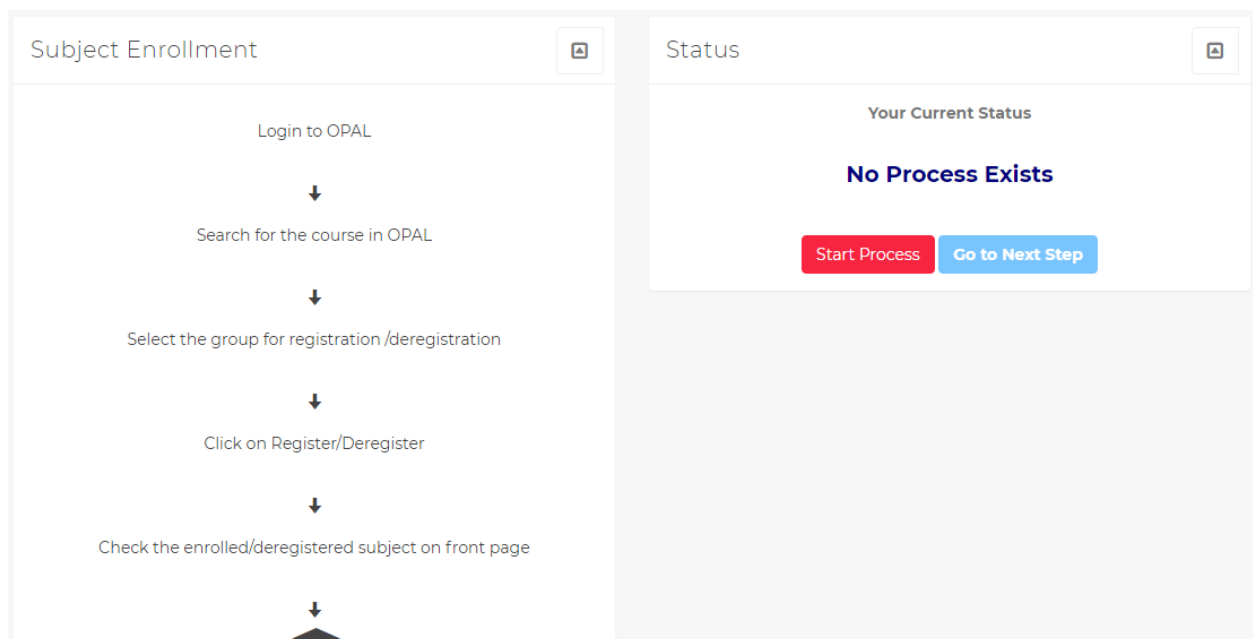 Subject Enrollment
Login to OPAL
Search for the course in OPAL
Select the group for registration /deregistration
Click on Register/Deregister
Check the enrolled/deregistered subject on front page
Status
Your Current Status
No Process Exists
Start Process Go to Next Step